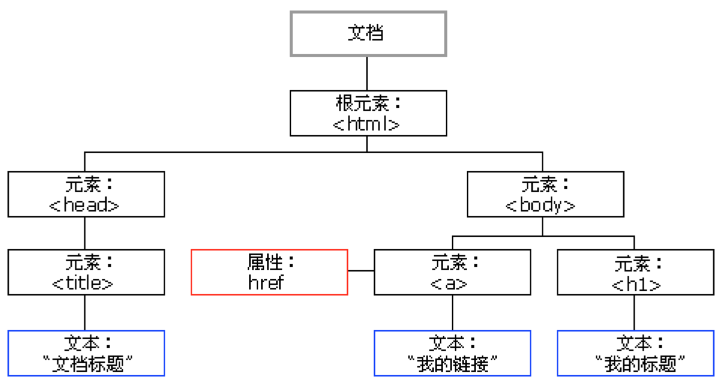 文档
根元素：
<html>
元素：
<head>
元素：
<body>
元素：
<title>
属性：
href
元素：
<a>
元素：
<h1>
文本：
“文档标题”
文本：
“我的链接”
文本：
“我的标题”